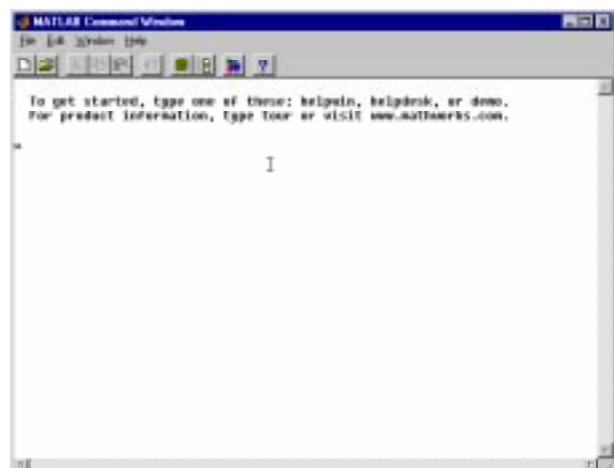 MATLAB Command Window
File Edit Window Help
To get started, type one of these: helpwin, helpdesk, or demo.
For product information, type tour or visit www.mathworks.com.
»